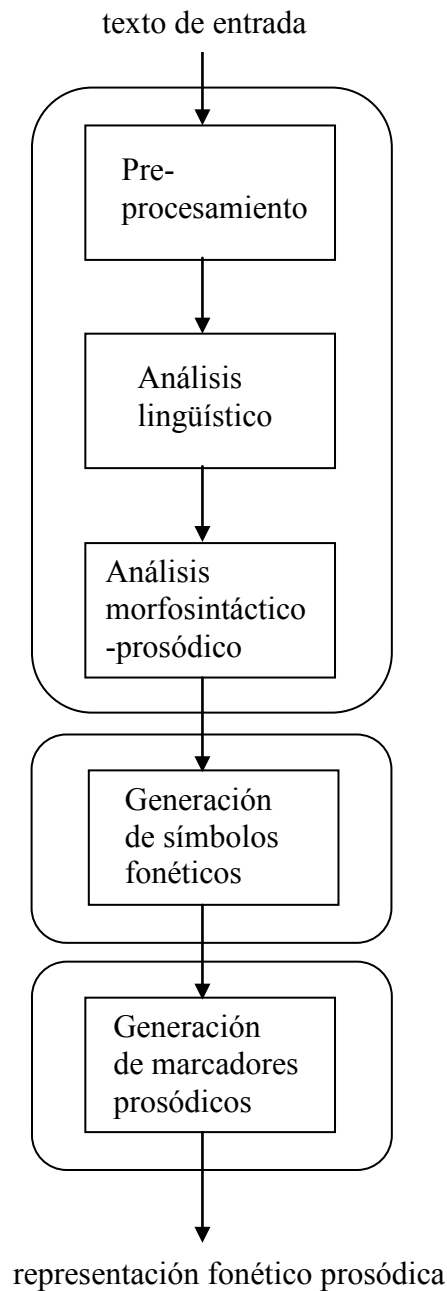 texto de entrada
Pre-
procesamiento
Análisis
lingüístico
Análisis
morfosintáctico
-prosódico
Generación
de símbolos
fonéticos
Generación
de marcadores
prosódicos
representación fonético prosódica